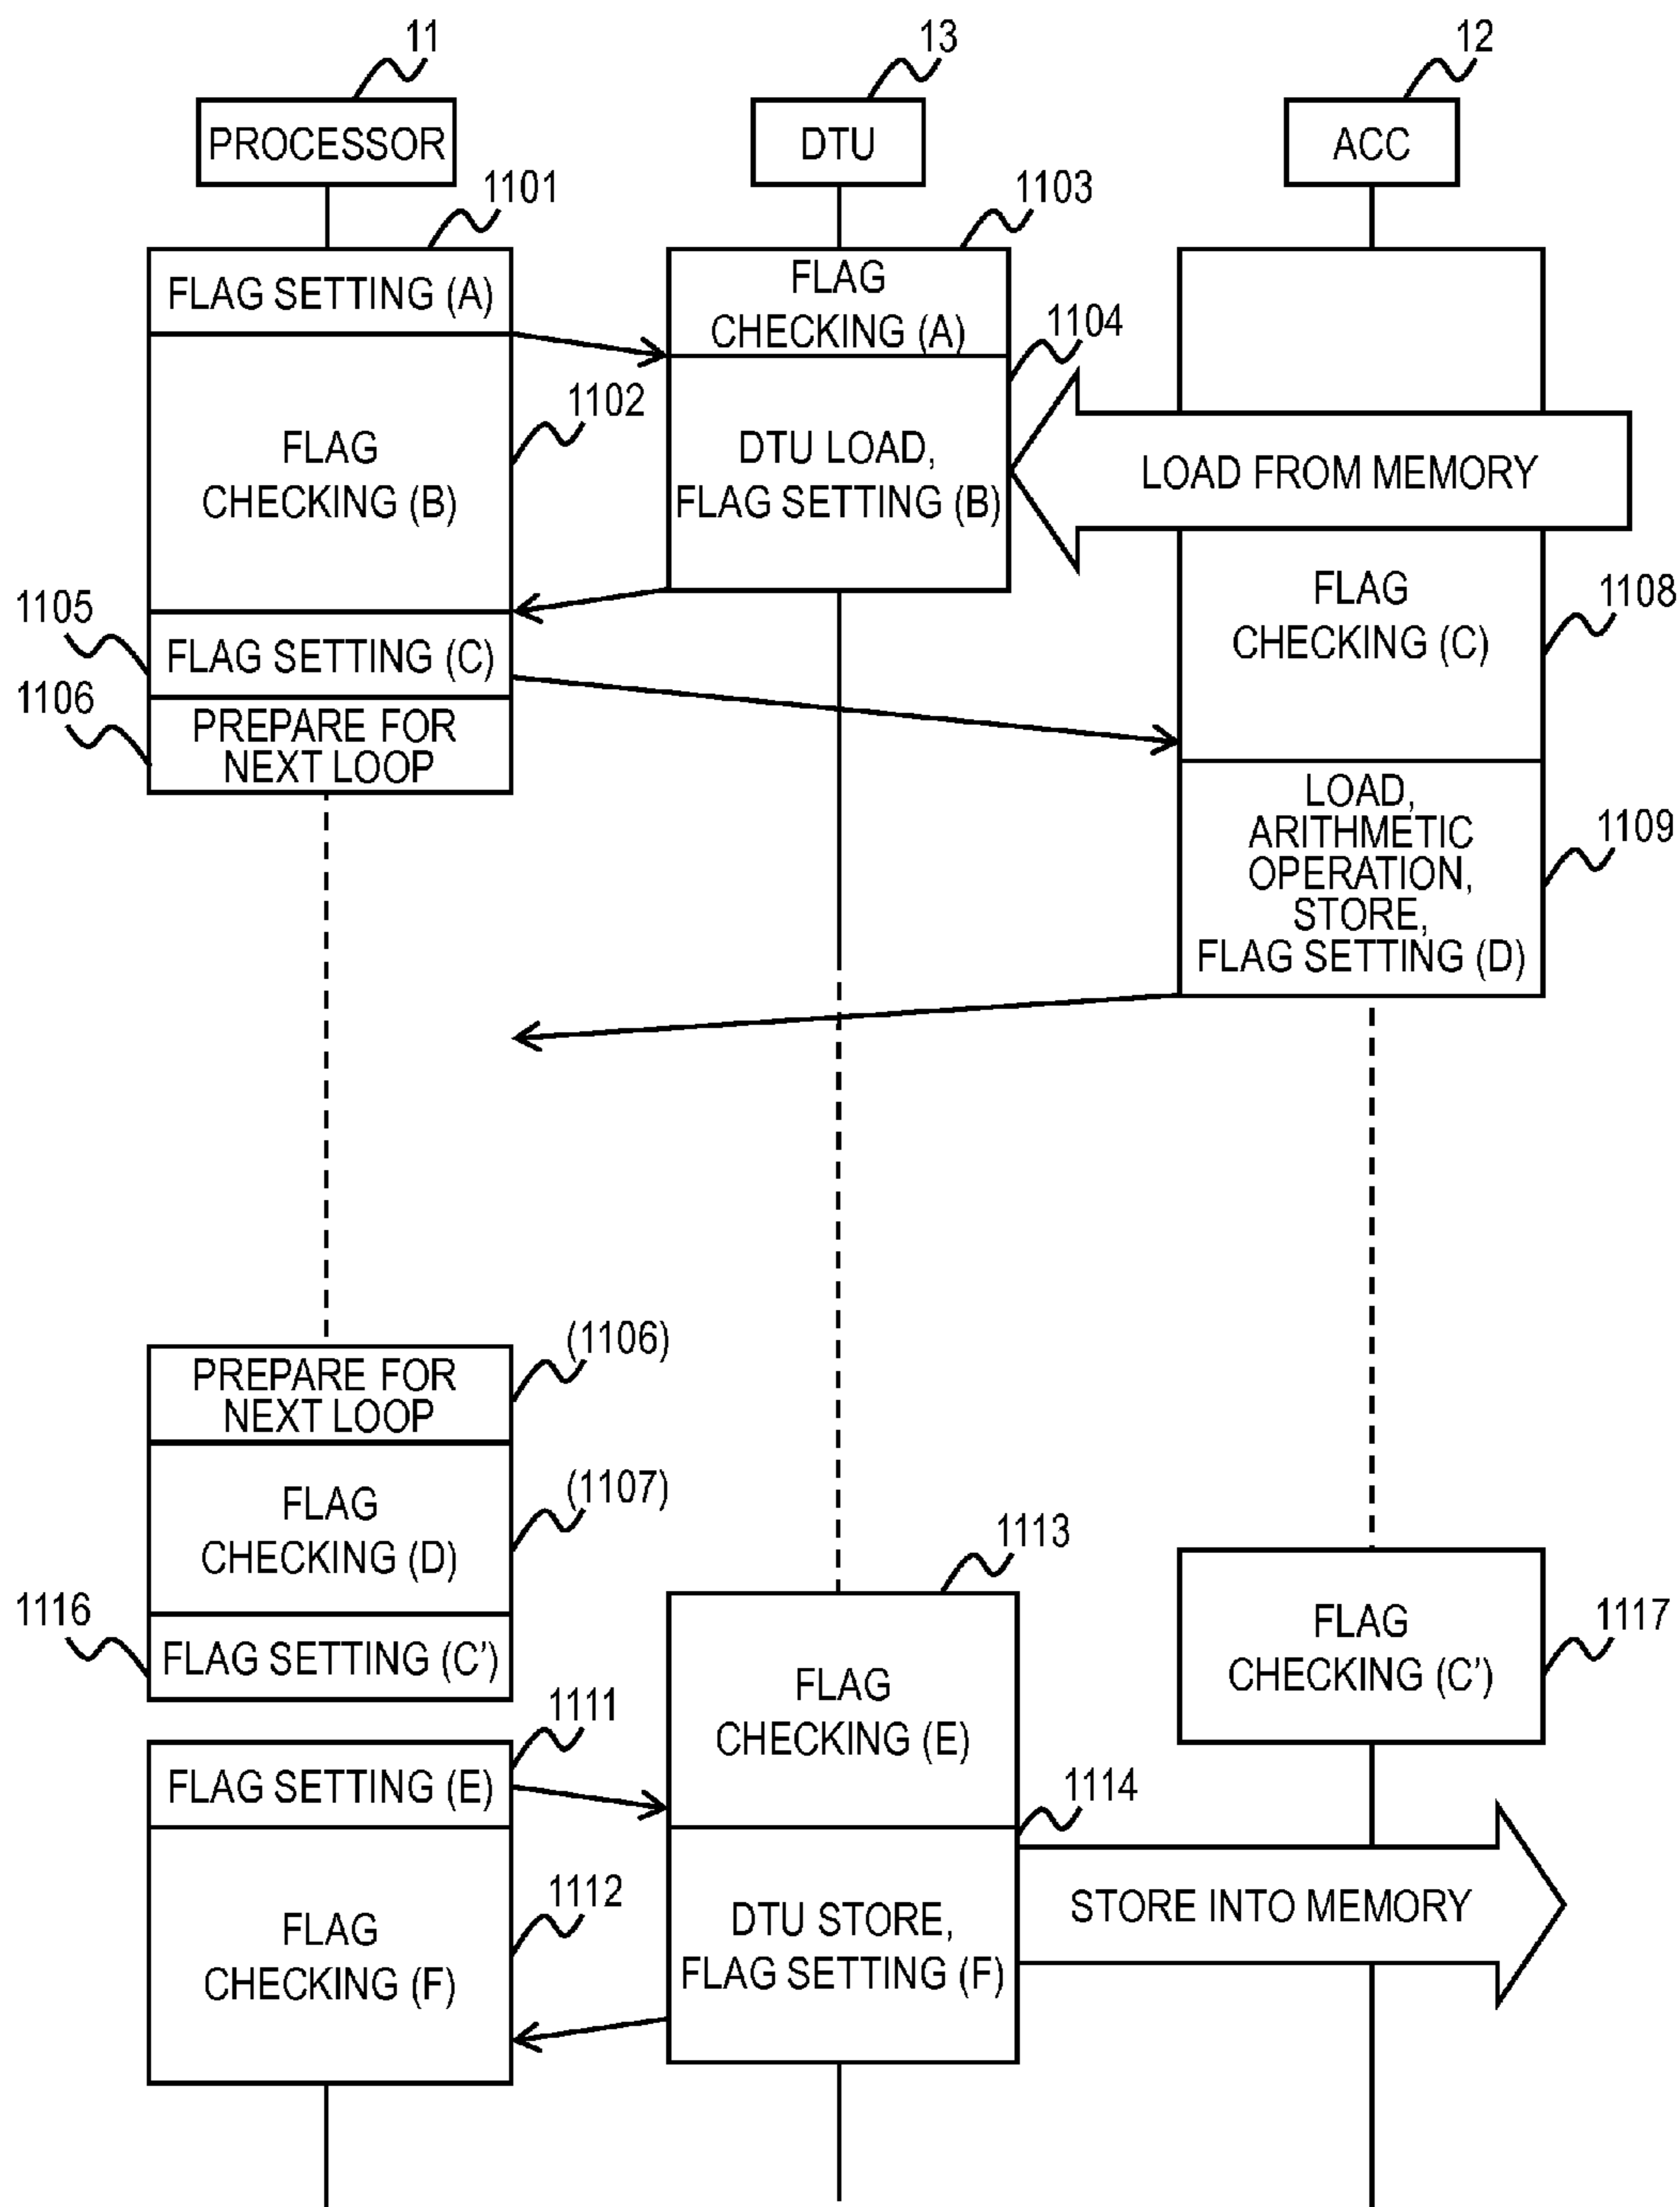 11
13
12
PROCESSOR
DTU
ACC
1101
1103
FLAG SETTING (A)
FLAG
CHECKING (A)
1104
1102
FLAG
CHECKING (B)
DTU LOAD,
FLAG SETTING (B)
LOAD FROM MEMORY
1105
FLAG SETTING (C)
FLAG
CHECKING (C)
1108
1106
PREPARE FOR
NEXT LOOP
LOAD,
ARITHMETIC
OPERATION,
STORE,
FLAG SETTING (D)
1109
(1106)
PREPARE FOR
NEXT LOOP
(1107)
FLAG
CHECKING (D)
1113
1116
FLAG SETTING (C’)
FLAG
CHECKING (C’)
1117
1111
FLAG
CHECKING (E)
FLAG SETTING (E)
1114
1112
FLAG
CHECKING (F)
DTU STORE,
FLAG SETTING (F)
STORE INTO MEMORY